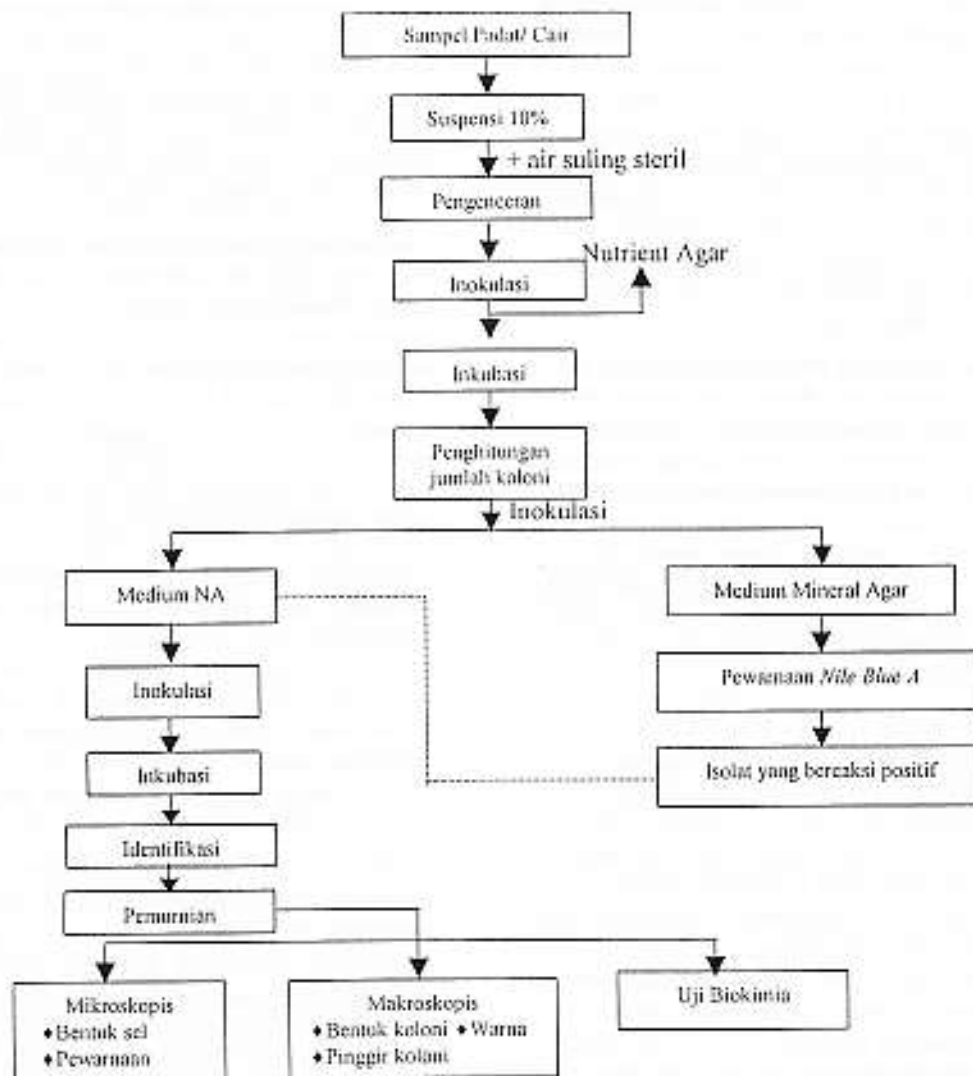 Sampel Padat/ Cair
Suspensi 10%
+ air suling steril
Pengenceran
Nutrient Agar
Inokulasi
Inkubasi
Penghitungan
jumlah koloni
Inokulasi
Medium NA
Medium Mineral Agar
Inokulasi
Pewarnaan Nile Blue A
Inkubasi
Isolat yang bereaksi positif
Identifikasi
Pemurnian
Mikroskopis
♦Bentuk sel
♦Pewarnaan
Makroskopis
♦Bentuk koloni ♦Warna
♦Pinggir koloni
Uji Biokimia